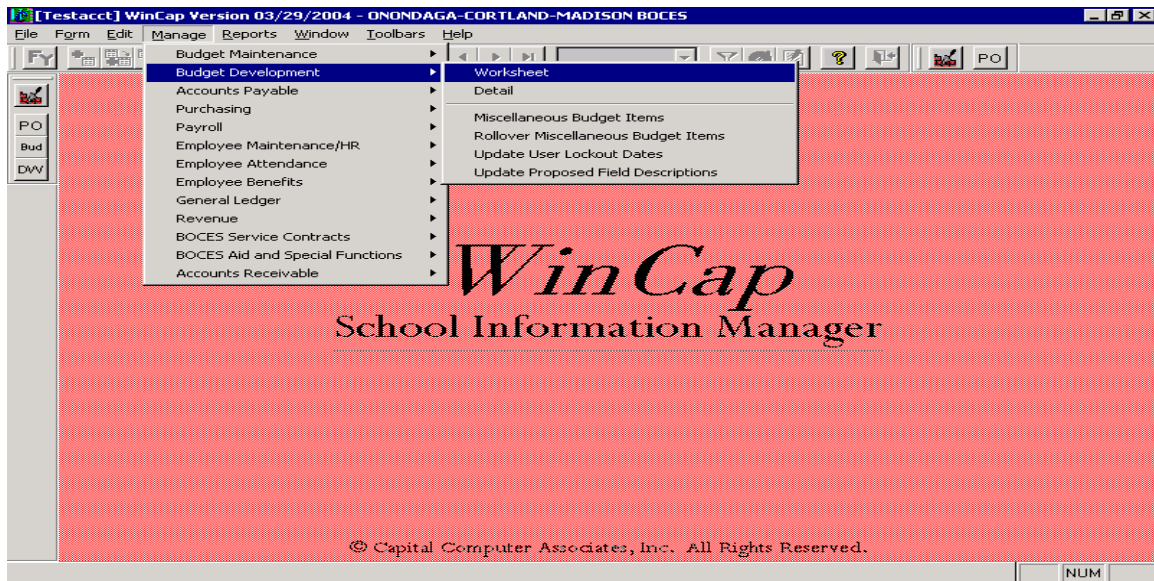 [Testacct] WinCap Version 03/29/2004 - ONONDAGA-CORTLAND-MADISON BOCES
File Form Edit Manage Reports Window Toolbars Help
FY
PO
Budget Maintenance
Budget Development
Accounts Payable
Purchasing
Payroll
Employee Maintenance/HR
Employee Attendance
Employee Benefits
General Ledger
Revenue
BOCES Service Contracts
BOCES Aid and Special Functions
Accounts Receivable
Worksheet
Detail
Miscellaneous Budget Items
Rollover Miscellaneous Budget Items
Update User Lockout Dates
Update Proposed Field Descriptions
PO
Bud
DW
WinCap
School Information Manager
© Capital Computer Associates, Inc. All Rights Reserved.
NUM